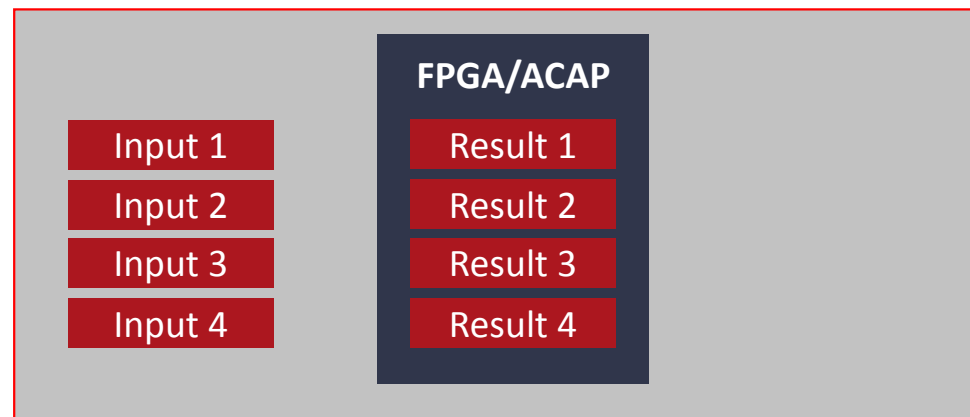 FPGA/ACAP
Input 1
Result 1
Input 2
Result 2
Input 3
Result 3
Input 4
Result 4